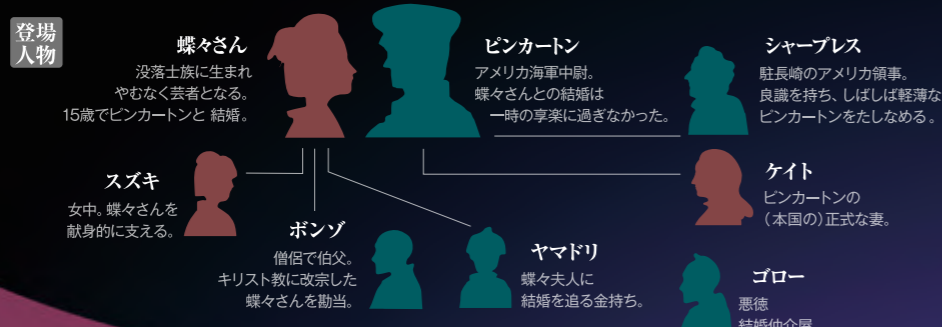 登場
人物
蝶々さん
没落士族に生まれ
やむなく芸者となる。
15歳でピンカートンと 結婚。
ピンカートン
アメリカ海軍中尉。
蝶々さんとの結婚は
一時の享楽に過ぎなかった。
シャープレス
駐長崎のアメリカ領事。
良識を持ち、しばしば軽薄な
ピンカートンをたしなめる。
スズキ
女中。蝶々さんを
献身的に支える。
ボンゾ
僧侶で伯父。
キリスト教に改宗した
蝶々さんを勘当。
ヤマドリ
蝶々夫人に
結婚を追る金持ち。
ケイト
ピンカートンの
（本国の）正式な妻。
ゴロー
悪徳
結婚仲介屋